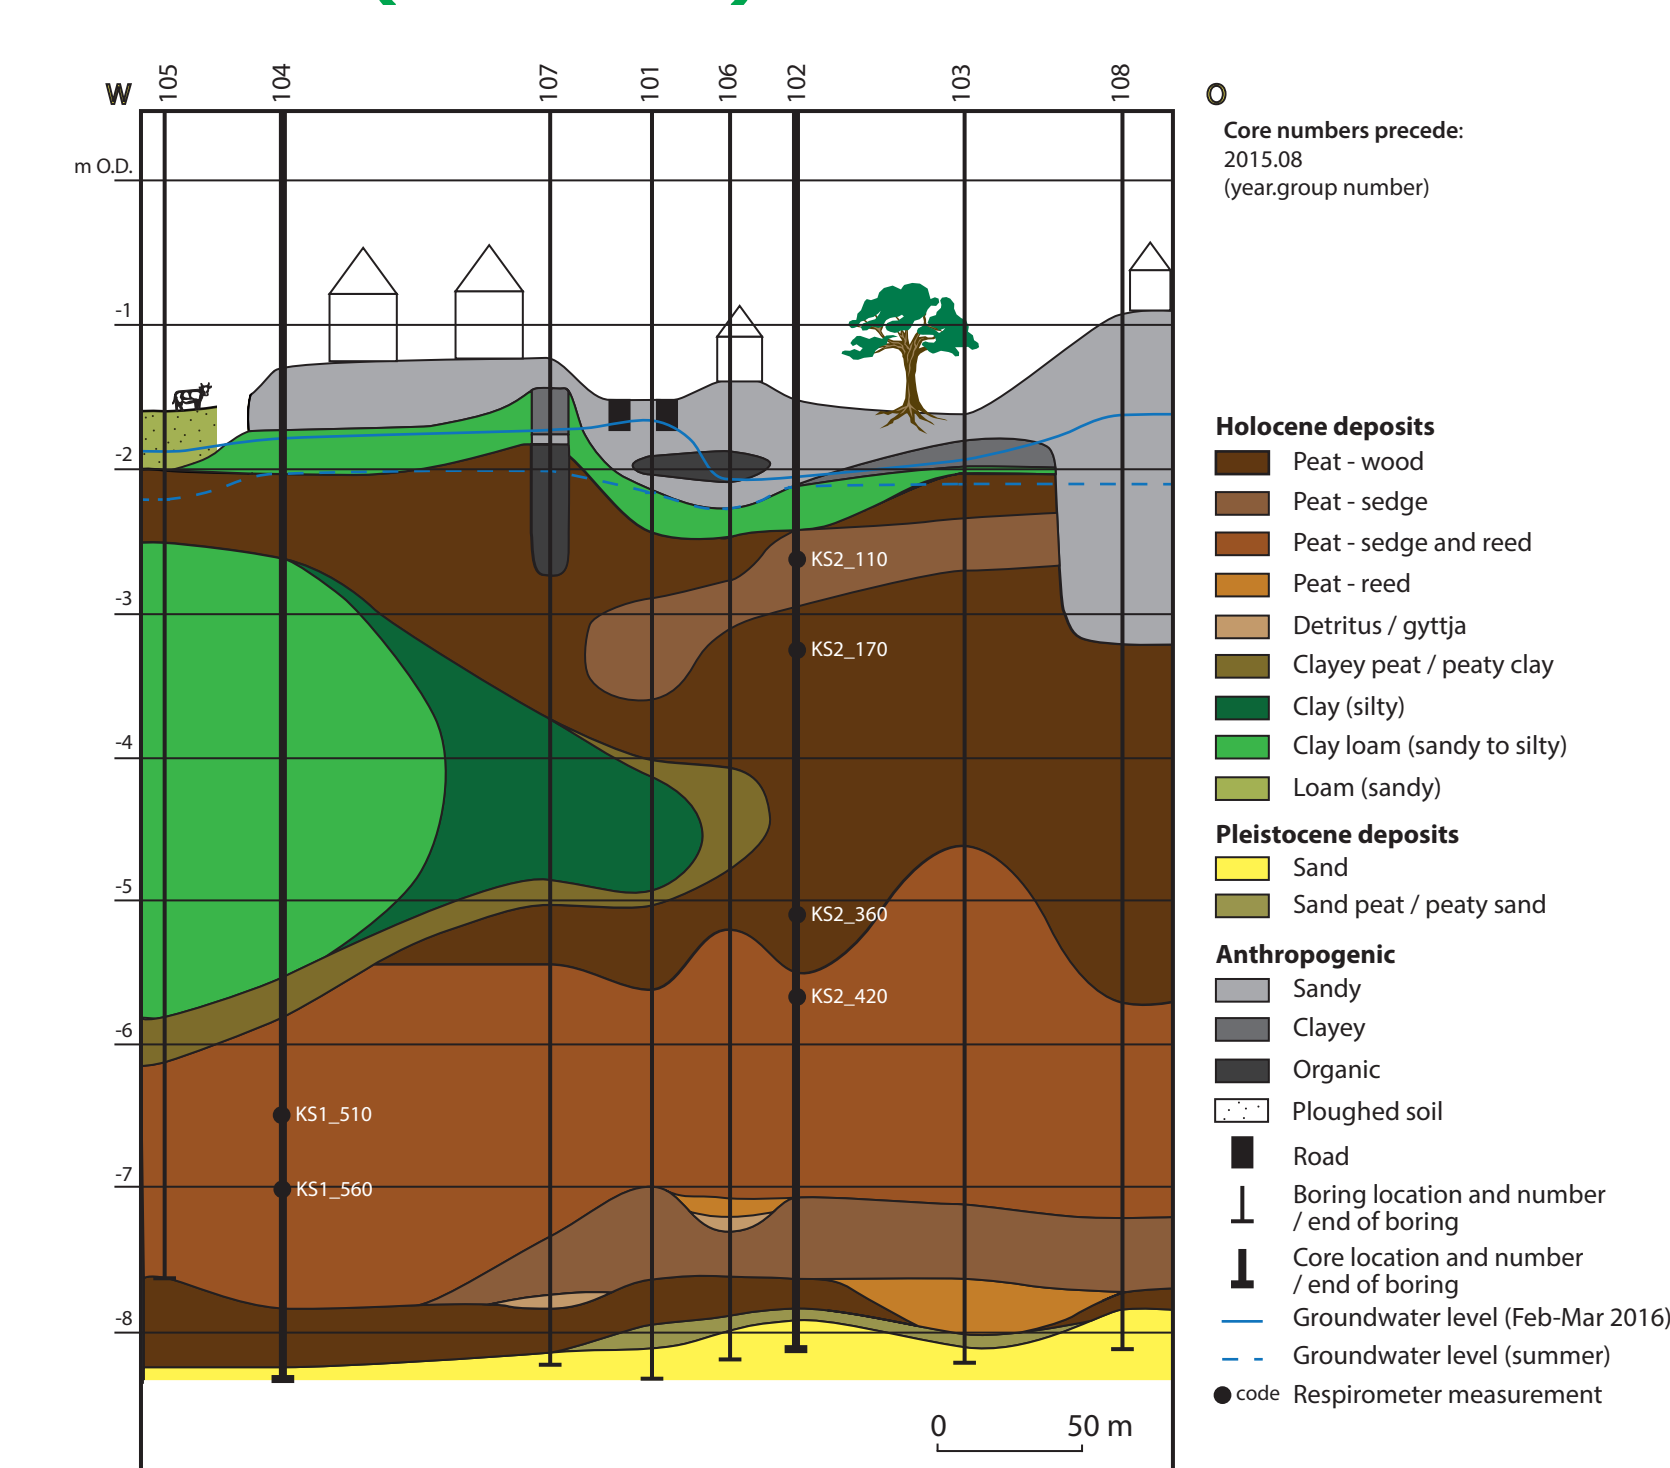 W
105
104
107
101
106
102
103
108
O
Core numbers precede:
2015.08
(year.group number)
m O.D.
-1
-2
-3
-4
-5
-6
-7
-8
KS2_110
KS2_170
KS2_360
KS2_420
KS1_510
KS1_560
Holocene deposits
Peat - wood
Peat - sedge
Peat - sedge and reed
Peat - reed
Detritus / gyttja
Clayey peat / peaty clay
Clay (silty)
Clay loam (sandy to silty)
Loam (sandy)
Pleistocene deposits
Sand
Sand peat / peaty sand
Anthropogenic
Sandy
Clayey
Organic
Ploughed soil
Road
Boring location and number
/ end of boring
Core location and number
/ end of boring
Groundwater level (Feb-Mar 2016)
Groundwater level (summer)
code Respirometer measurement
0 50 m